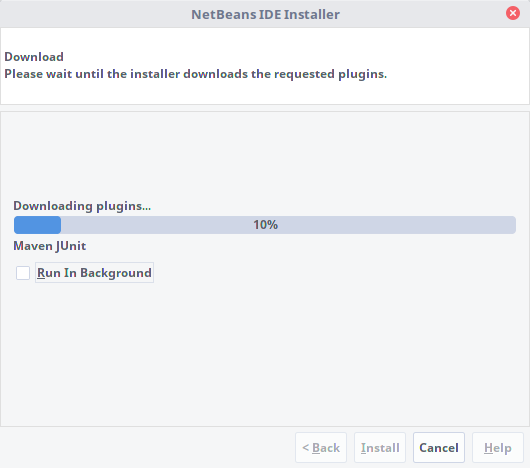 NetBeans IDE Installer
Download
Please wait until the installer downloads the requested plugins.
Downloading plugins...
10%
Maven JUnit
Run In Background
< Back
Install
Cancel
Help